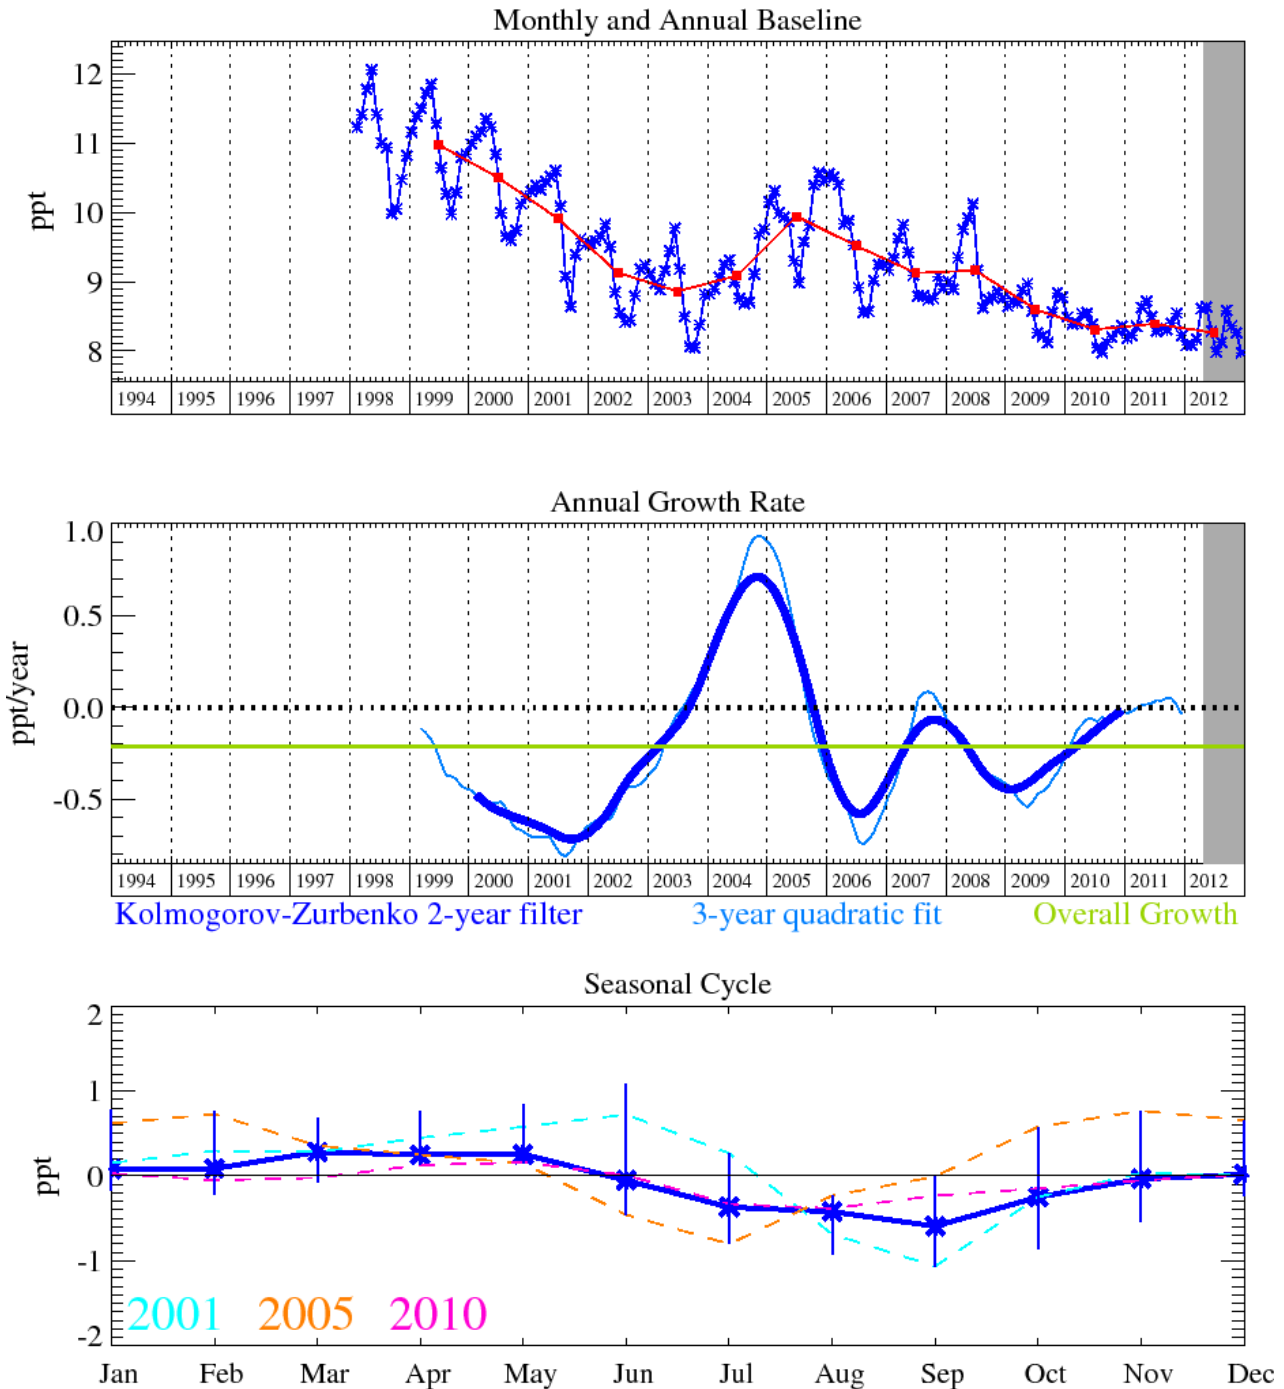 Monthly and Annual Baseline
12
11
10
9
8
ppt
1994 1995 1996 1997 1998 1999 2000 2001 2002 2003 2004 2005 2006 2007 2008 2009 2010 2011 2012
Annual Growth Rate
1.0
0.5
0.0
-0.5
ppt/year
1994 1995 1996 1997 1998 1999 2000 2001 2002 2003 2004 2005 2006 2007 2008 2009 2010 2011 2012
Kolmogorov-Zurbenko 2-year filter 3-year quadratic fit Overall Growth
Seasonal Cycle
2
1
0
-1
-2
ppt
2001 2005 2010
Jan Feb Mar Apr May Jun Jul Aug Sep Oct Nov Dec